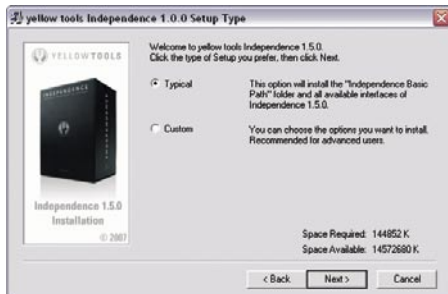 yellow tools Independence 1.0.0 Setup Type
YELLOWTOOLS
INDEPENDENCE
Independence 1.5.0
Installation
© 2007
Welcome to yellow tools Independence 1.5.0.
Click the type of Setup you prefer, then click Next.
Typical
This option will install the "Independence Basic
Path" folder and all available interfaces of
Independence 1.5.0.
Custom
You can choose the options you want to install.
Recommended for advanced users.
Space Required: 144852 K
Space Available: 14572680 K
< Back
Next >
Cancel